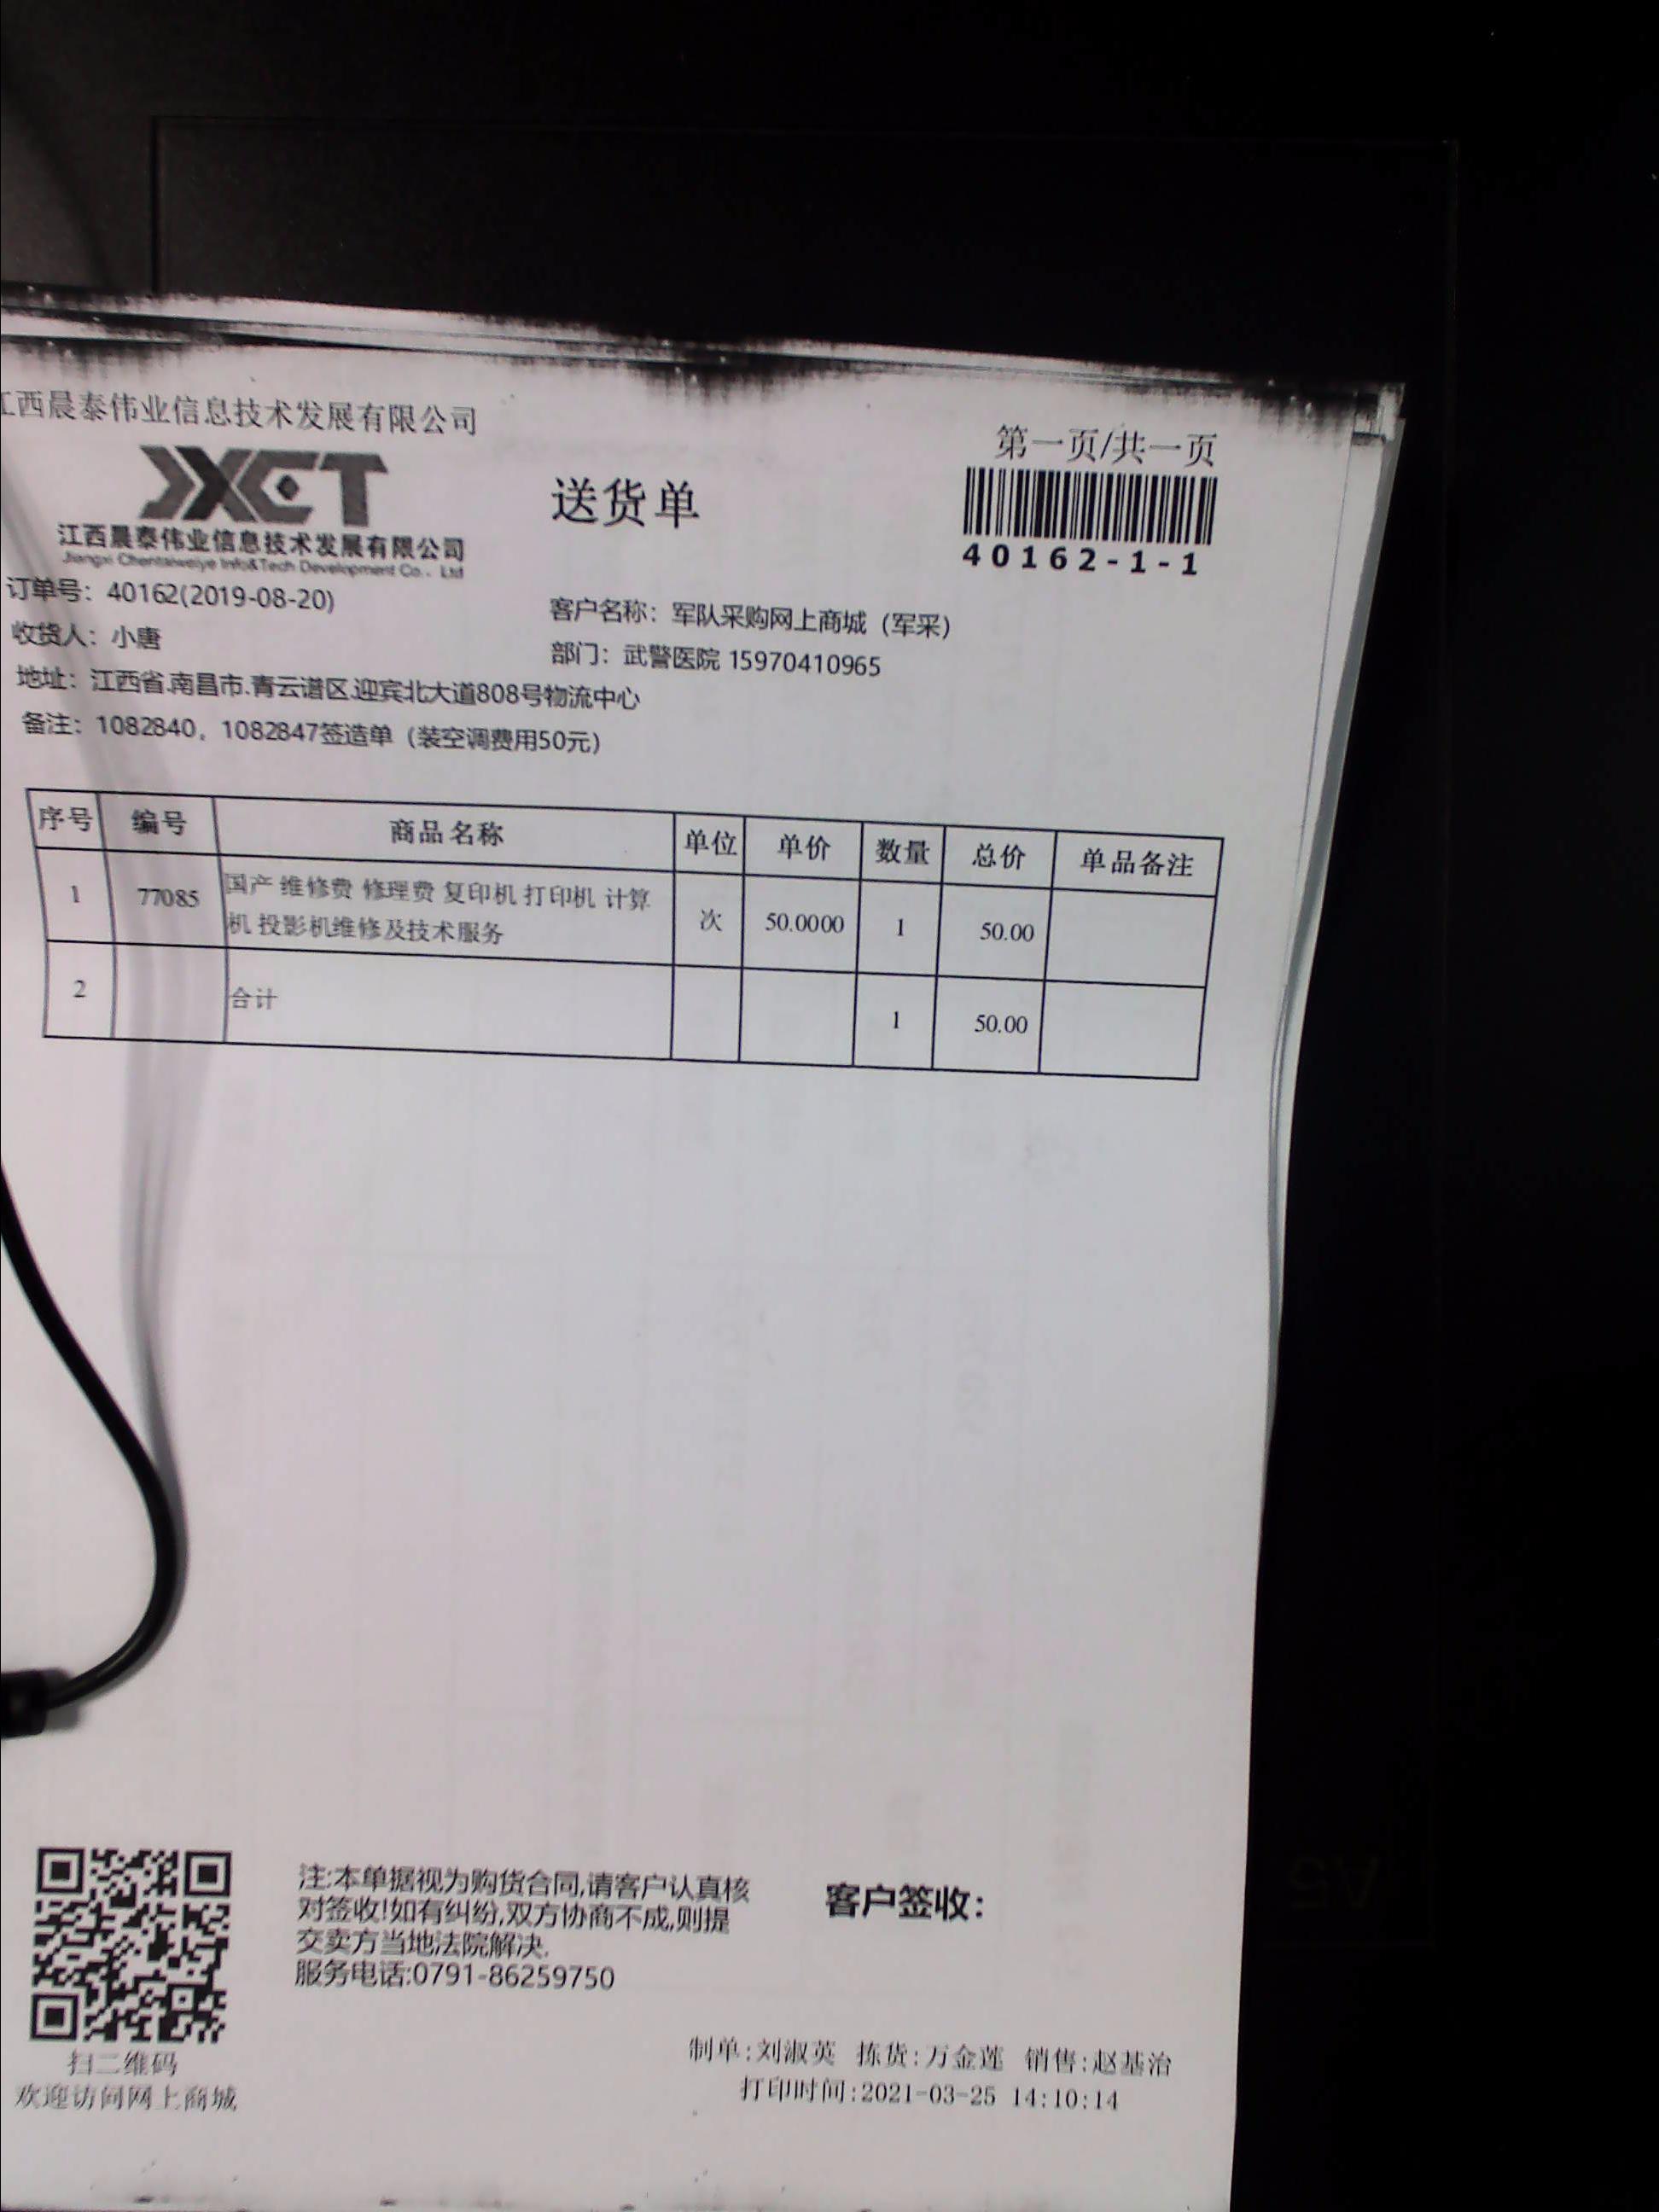 江西晨泰伟业信息技术发展有限公司
第一页/共一页
JXCT
送货单
江西晨泰伟业信息技术发展有限公司
Jiangxi Chentaiweiye Info&Tech Development Co., Ltd
40162-1-1
订单号：40162(2019-08-20)
客户名称：军队采购网上商城（军采）
收货人：小唐
部门：武警医院 15970410965
地址：江西省.南昌市.青云谱区.迎宾北大道808号物流中心
备注：1082840，1082847签造单（装空调费用50元）
序号 编号 商品名称 单位 单价 数量 总价 单品备注
1 77085 国产 维修费 修理费 复印机 打印机 计算机 投影机维修及技术服务 次 50.0000 1 50.00
2 合计 1 50.00
注:本单据视为购货合同,请客户认真核
对签收!如有纠纷,双方协商不成,则提
交卖方当地法院解决.
服务电话:0791-86259750
客户签收：
扫二维码
欢迎访问网上商城
制单:刘淑英 拣货:万金莲 销售:赵基治
打印时间:2021-03-25 14:10:14
A5